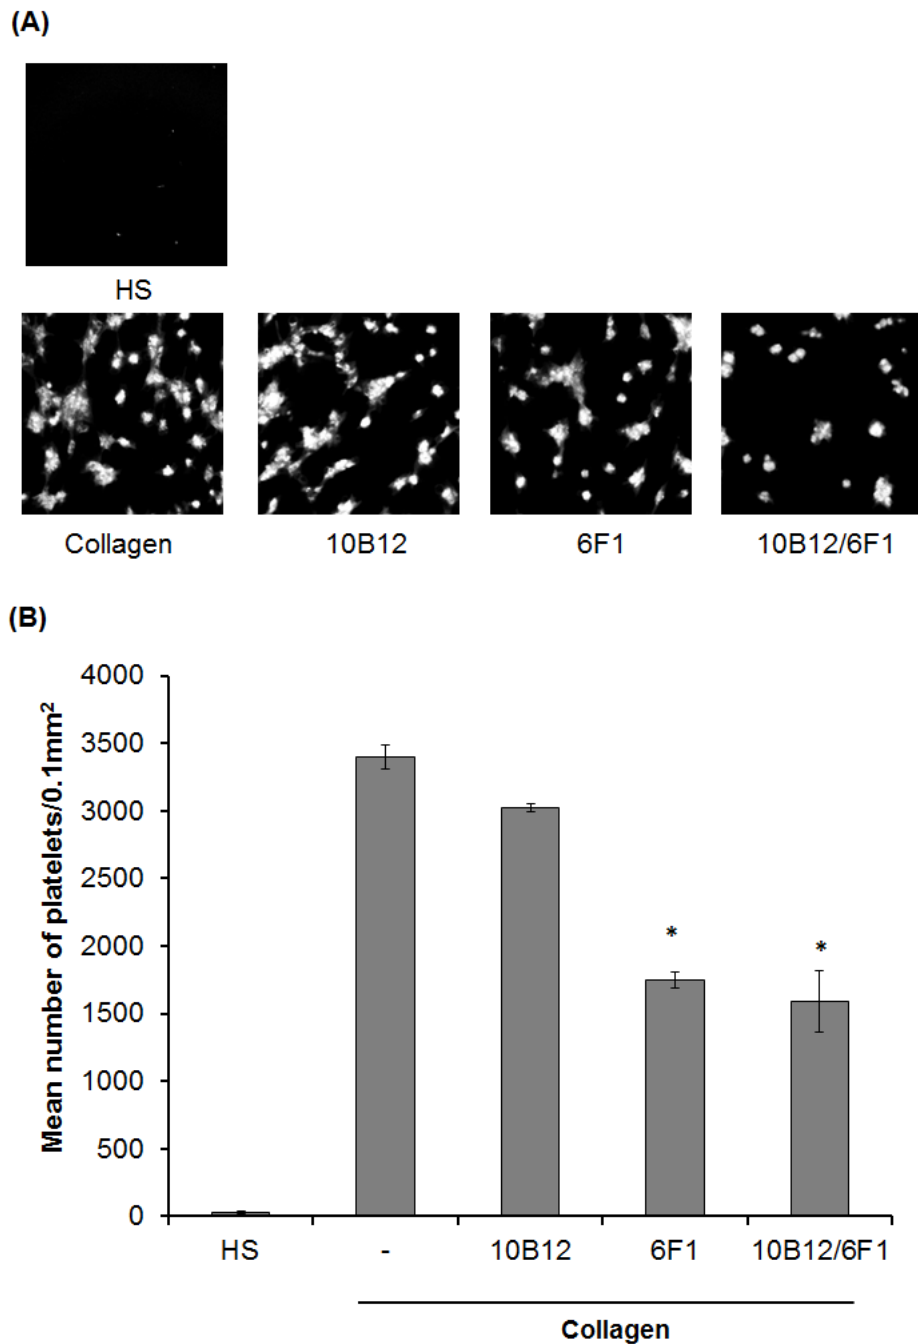 (A)
HS
Collagen 10B12 6F1 10B12/6F1
(B)
Mean number of platelets/0.1mm²
4000
3500
3000
2500
2000
1500
1000
500
0
*
*
HS - 10B12 6F1 10B12/6F1
Collagen